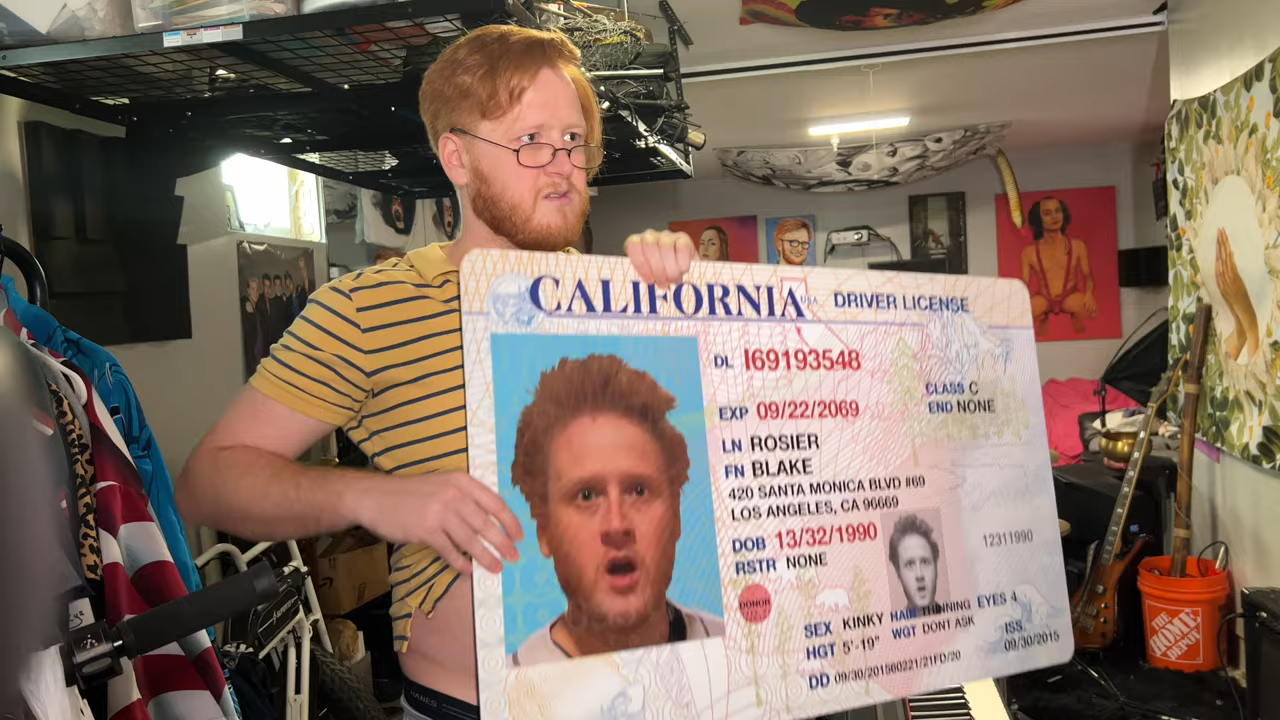 CALIFORNIA USA DRIVER LICENSE
DL I69193548
EXP 09/22/2069
CLASS C
END NONE
LN ROSIER
FN BLAKE
420 SANTA MONICA BLVD #69
LOS ANGELES, CA 96669
DOB 13/32/1990
RSTR NONE
12311990
DONOR
SEX KINKY HAIR THINNING EYES 4
HGT 5'-19" WGT DONT ASK
ISS
09/30/2015
DD 09/30/201560221/21FD/20
HANES
THE
HOME
DEPOT